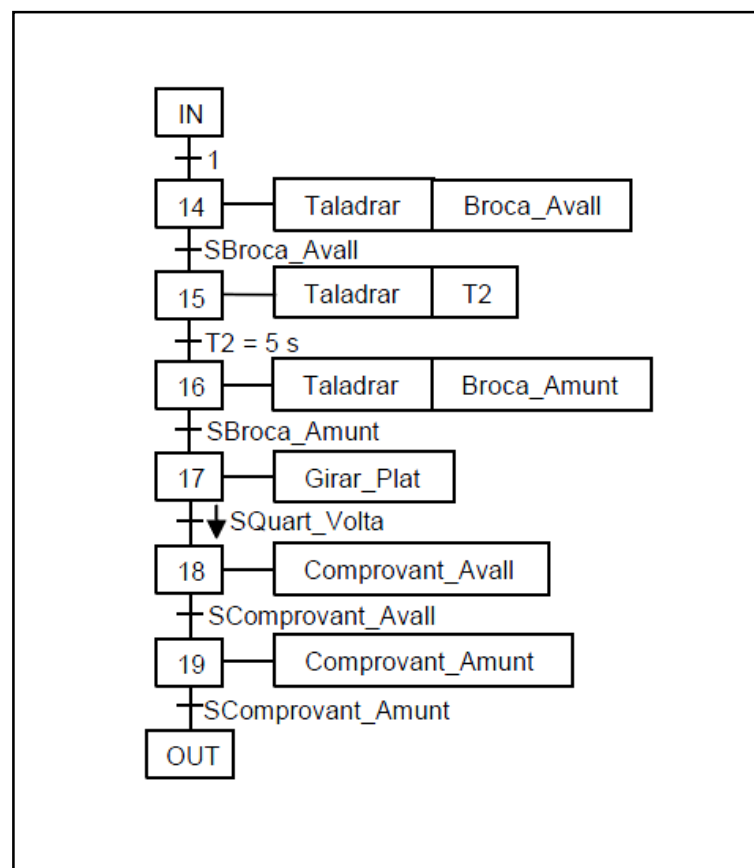 IN
1
14 Taladrar Broca_Avall
SBroca_Avall
15 Taladrar T2
T2 = 5 s
16 Taladrar Broca_Amunt
SBroca_Amunt
17 Girar_Plat
SQuart_Volta
18 Comprovant_Avall
SComprovant_Avall
19 Comprovant_Amunt
SComprovant_Amunt
OUT